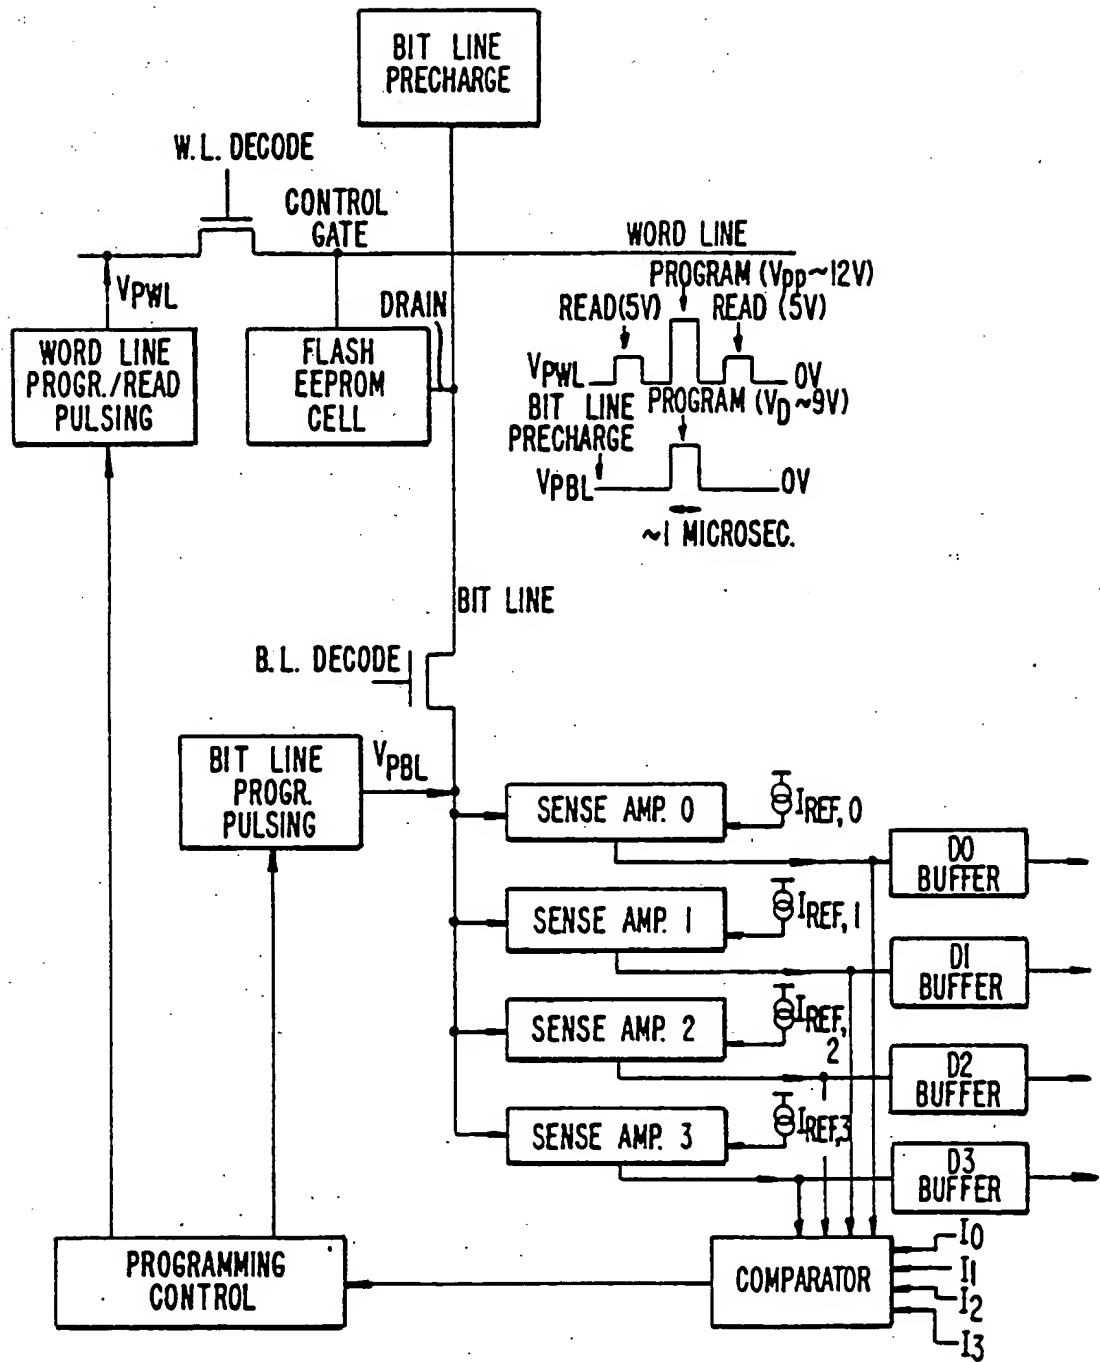 BIT LINE
PRECHARGE
W.L. DECODE
CONTROL
GATE
WORD LINE
PROGRAM (VPP~12V)
READ(5V)
READ (5V)
VPWL
DRAIN
WORD LINE
PROGR./READ
PULSING
FLASH
EEPROM
CELL
VPWL
0V
BIT LINE
PRECHARGE
PROGRAM (VD~9V)
VPBL
0V
~1 MICROSEC.
BIT LINE
B.L. DECODE
BIT LINE
PROGR.
PULSING
VPBL
SENSE AMP. 0
IREF, 0
D0
BUFFER
SENSE AMP. 1
IREF, 1
D1
BUFFER
SENSE AMP. 2
IREF,
2
D2
BUFFER
SENSE AMP. 3
IREF,3
D3
BUFFER
PROGRAMMING
CONTROL
COMPARATOR
I0
I1
I2
I3